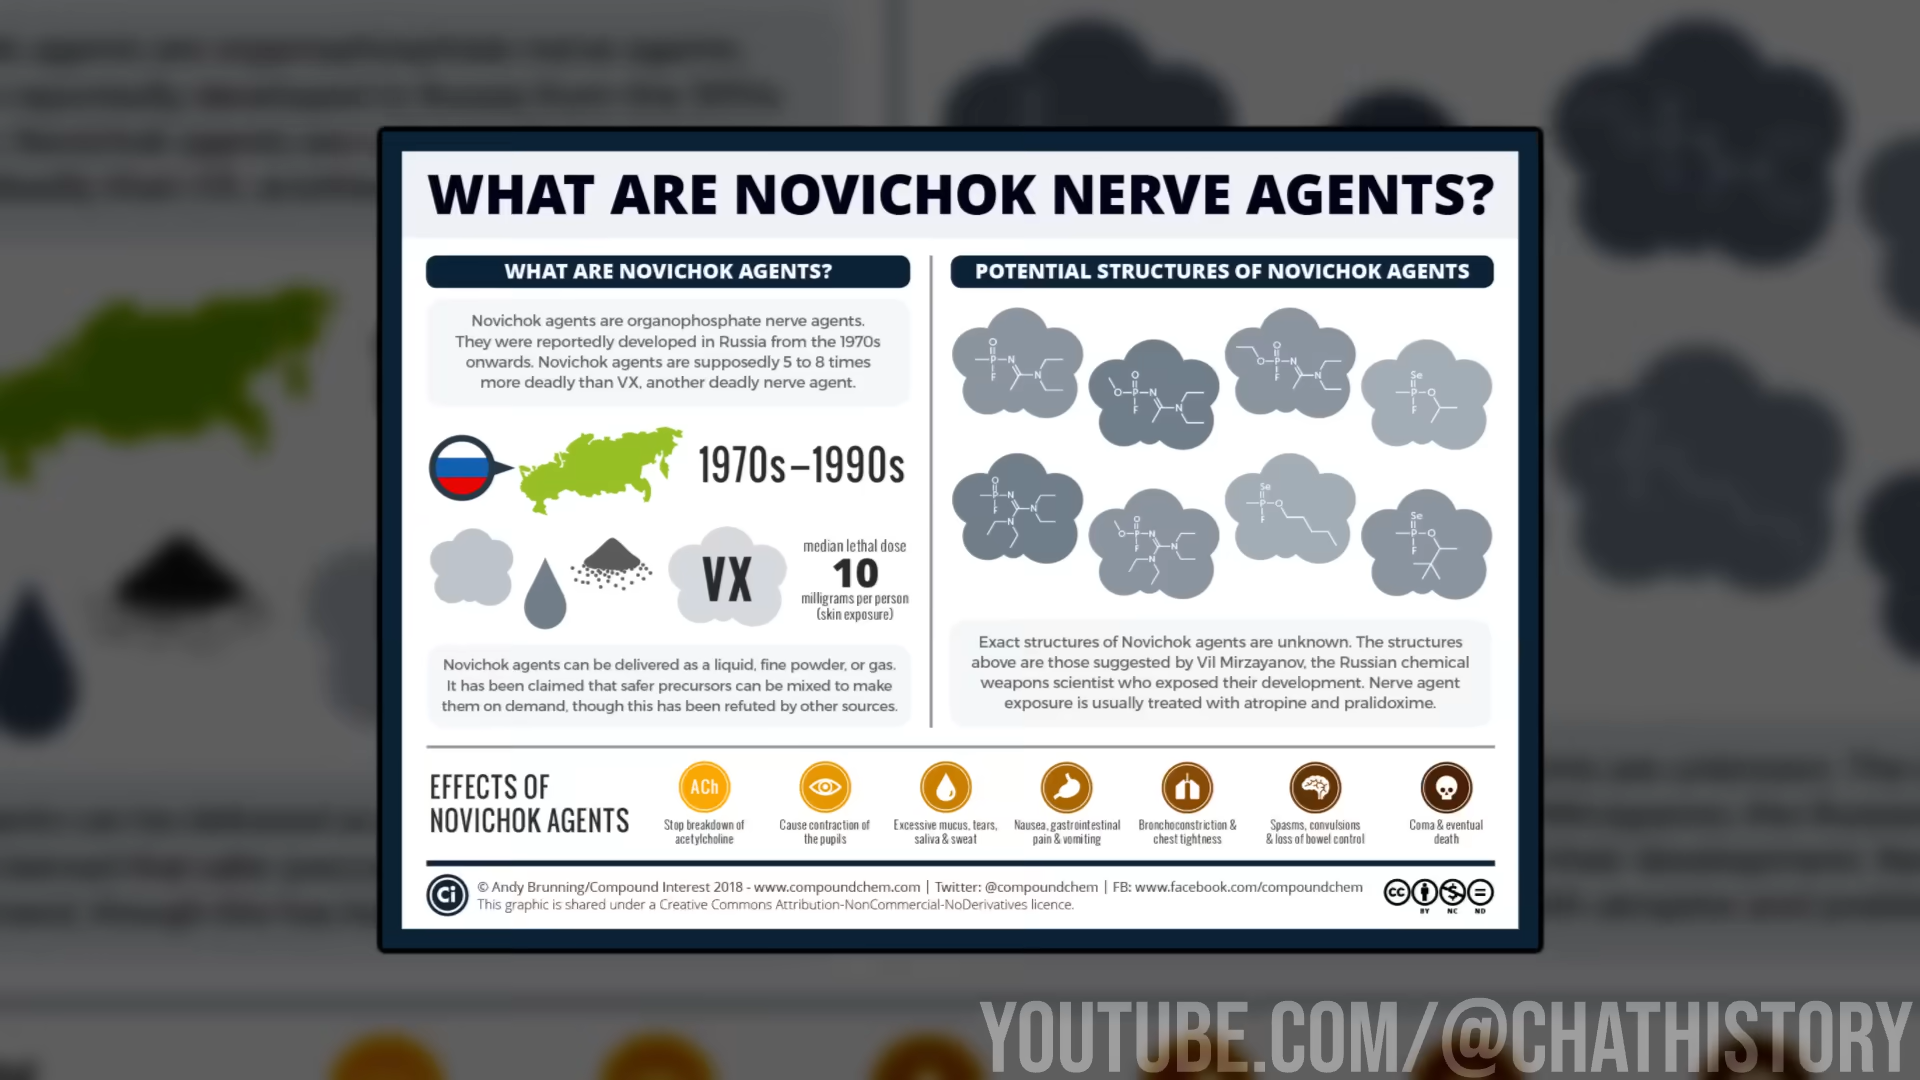 WHAT ARE NOVICHOK NERVE AGENTS?
WHAT ARE NOVICHOK AGENTS?
Novichok agents are organophosphate nerve agents.
They were reportedly developed in Russia from the 1970s
onwards. Novichok agents are supposedly 5 to 8 times
more deadly than VX, another deadly nerve agent.
1970s–1990s
VX
median lethal dose
10
milligrams per person
(skin exposure)
Novichok agents can be delivered as a liquid, fine powder, or gas.
It has been claimed that safer precursors can be mixed to make
them on demand, though this has been refuted by other sources.
POTENTIAL STRUCTURES OF NOVICHOK AGENTS
Exact structures of Novichok agents are unknown. The structures
above are those suggested by Vil Mirzayanov, the Russian chemical
weapons scientist who exposed their development. Nerve agent
exposure is usually treated with atropine and pralidoxime.
EFFECTS OF
NOVICHOK AGENTS
ACh
Stop breakdown of
acetylcholine
Cause contraction of
the pupils
Excessive mucus, tears,
saliva & sweat
Nausea, gastrointestinal
pain & vomiting
Bronchoconstriction &
chest tightness
Spasms, convulsions
& loss of bowel control
Coma & eventual
death
Ci
© Andy Brunning/Compound Interest 2018 - www.compoundchem.com | Twitter: @compoundchem | FB: www.facebook.com/compoundchem
This graphic is shared under a Creative Commons Attribution-NonCommercial-NoDerivatives licence.
cc
BY NC ND
YOUTUBE.COM/@CHATHISTORY